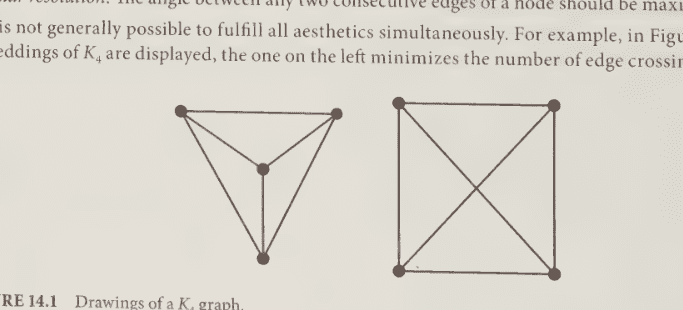 resolution. The angle between any two consecutive edges of a node should be maxi
is not generally possible to fulfill all aesthetics simultaneously. For example, in Figu
eddings of K4 are displayed, the one on the left minimizes the number of edge crossin
RE 14.1 Drawings of a K4 graph.